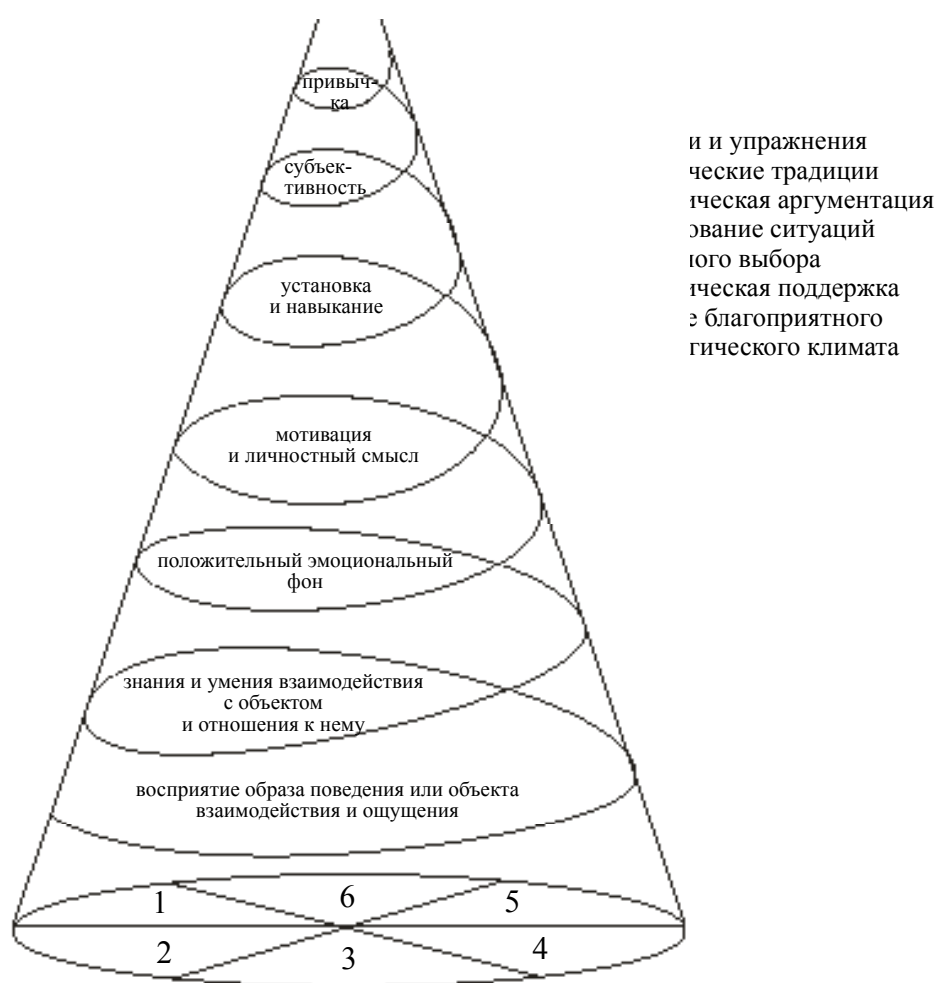 привыч-
ка
субъек-
тивность
установка
и навыкание
мотивация
и личностный смысл
положительный эмоциональный
фон
знания и умения взаимодействия
с объектом
и отношения к нему
восприятие образа поведения или объекта
взаимодействия и ощущения
1 6 5
2 3 4
и и упражнения
ческие традиции
ическая аргументация
ование ситуаций
ного выбора
ическая поддержка
е благоприятного
гического климата